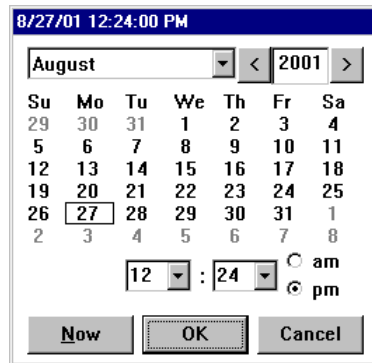 8/27/01 12:24:00 PM
August < 2001 >
Su Mo Tu We Th Fr Sa
29 30 31 1 2 3 4
5 6 7 8 9 10 11
12 13 14 15 16 17 18
19 20 21 22 23 24 25
26 27 28 29 30 31 1
2 3 4 5 6 7 8
12 : 24 am
pm
Now OK Cancel